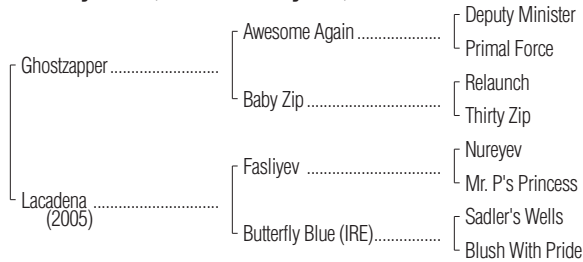 Deputy Minister
Awesome Again ..................
Primal Force
Ghostzapper ........................
Relaunch
Baby Zip ..........................
Thirty Zip
Nureyev
Fasliyev ..........................
Mr. P's Princess
Lacadena ...........................
(2005)
Sadler's Wells
Butterfly Blue (IRE)..............
Blush With Pride